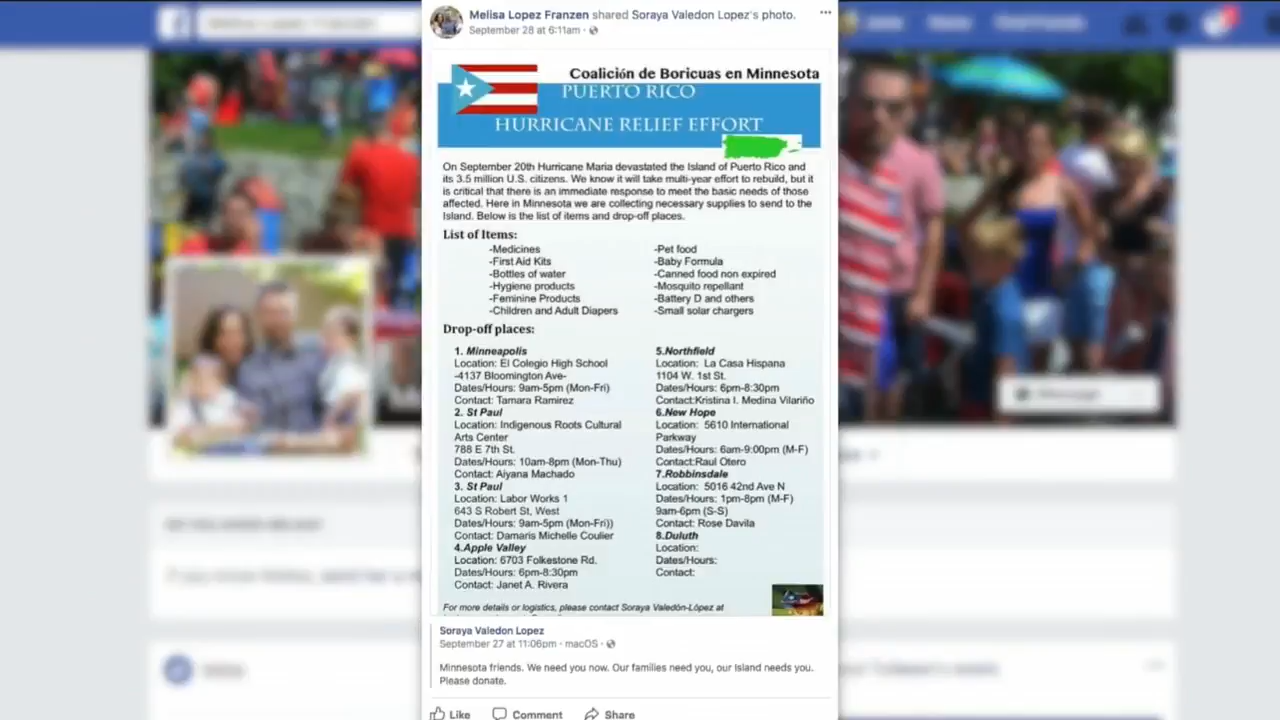 Melisa Lopez Franzen shared Soraya Valedon Lopez's photo.
September 28 at 6:11am ·
Coalición de Boricuas en Minnesota
PUERTO RICO
HURRICANE RELIEF EFFORT
On September 20th Hurricane Maria devastated the Island of Puerto Rico and
its 3.5 million U.S. citizens. We know it will take multi-year effort to rebuild, but it
is critical that there is an immediate response to meet the basic needs of those
affected. Here in Minnesota we are collecting necessary supplies to send to the
Island. Below is the list of items and drop-off places.
List of Items:
-Medicines
-First Aid Kits
-Bottles of water
-Hygiene products
-Feminine Products
-Children and Adult Diapers
-Pet food
-Baby Formula
-Canned food non expired
-Mosquito repellant
-Battery D and others
-Small solar chargers
Drop-off places:
1. Minneapolis
Location: El Colegio High School
-4137 Bloomington Ave-
Dates/Hours: 9am-5pm (Mon-Fri)
Contact: Tamara Ramirez
2. St Paul
Location: Indigenous Roots Cultural
Arts Center
788 E 7th St.
Dates/Hours: 10am-8pm (Mon-Thu)
Contact: Aiyana Machado
3. St Paul
Location: Labor Works 1
643 S Robert St, West
Dates/Hours: 9am-5pm (Mon-Fri))
Contact: Damaris Michelle Coulier
4.Apple Valley
Location: 6703 Folkestone Rd.
Dates/Hours: 6pm-8:30pm
Contact: Janet A. Rivera
5.Northfield
Location: La Casa Hispana
1104 W. 1st St.
Dates/Hours: 6pm-8:30pm
Contact:Kristina I. Medina Vilariño
6.New Hope
Location: 5610 International
Parkway
Dates/Hours: 6am-9:00pm (M-F)
Contact:Raul Otero
7.Robbinsdale
Location: 5016 42nd Ave N
Dates/Hours: 1pm-8pm (M-F)
9am-6pm (S-S)
Contact: Rose Davila
8.Duluth
Location:
Dates/Hours:
Contact:
For more details or logistics, please contact Soraya Valedón-López at
Soraya Valedon Lopez
September 27 at 11:06pm · macOS ·
Minnesota friends. We need you now. Our families need you, our Island needs you.
Please donate.
Like Comment Share